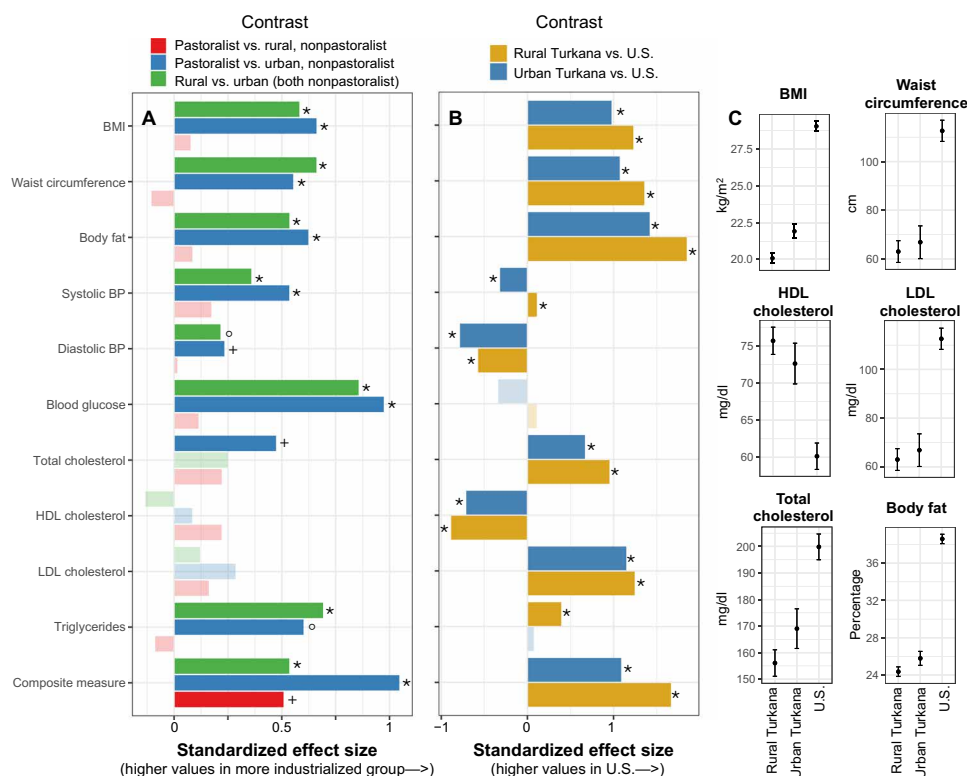 Contrast
Pastoralist vs. rural, nonpastoralist
Pastoralist vs. urban, nonpastoralist
Rural vs. urban (both nonpastoralist)
A
BMI
Waist circumference
Body fat
Systolic BP
Diastolic BP
Blood glucose
Total cholesterol
HDL cholesterol
LDL cholesterol
Triglycerides
Composite measure
* * * * * * * * ° + * * + * ° * * +
0 0.5 1
Standardized effect size
(higher values in more industrialized group—>)
Contrast
Rural Turkana vs. U.S.
Urban Turkana vs. U.S.
B
* * * * * * * * * * * * * * * * * * *
−1 0 1
Standardized effect size
(higher values in U.S.—>)
C
BMI
kg/m²
27.5
25.0
22.5
20.0
Waist
circumference
cm
100
80
60
HDL
cholesterol
mg/dl
75
70
65
60
LDL
cholesterol
mg/dl
100
80
60
Total
cholesterol
mg/dl
200
190
180
170
160
150
Rural Turkana
Urban Turkana
U.S.
Body fat
Percentage
36
32
28
24
Rural Turkana
Urban Turkana
U.S.